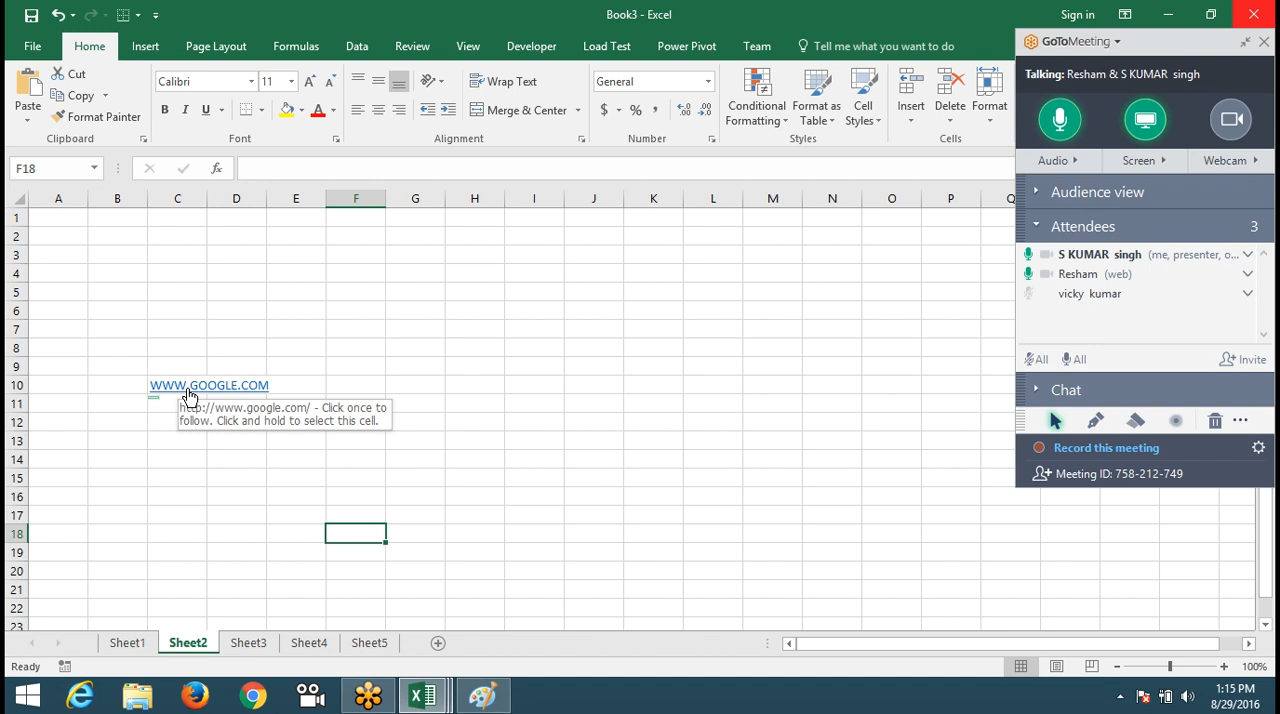 Book3 - Excel
Sign in
File Home Insert Page Layout Formulas Data Review View Developer Load Test Power Pivot Team Tell me what you want to do
Paste
Cut
Copy
Format Painter
Clipboard
Calibri 11
B I U
Font
Wrap Text
Merge & Center
Alignment
General
$ % ,
Number
Conditional Formatting
Format as Table
Cell Styles
Styles
Insert Delete Format
Cells
F18
fx
A B C D E F G H I J K L M N O P Q
1
2
3
4
5
6
7
8
9
10 WWW.GOOGLE.COM
11
http://www.google.com/ - Click once to
12
follow. Click and hold to select this cell.
13
14
15
16
17
18
19
20
21
22
23
Sheet1 Sheet2 Sheet3 Sheet4 Sheet5
Ready
100%
GoToMeeting
Talking: Resham & S KUMAR singh
Audio Screen Webcam
Audience view
Attendees 3
S KUMAR singh (me, presenter, o...
Resham (web)
vicky kumar
All All Invite
Chat
Record this meeting
Meeting ID: 758-212-749
1:15 PM
8/29/2016